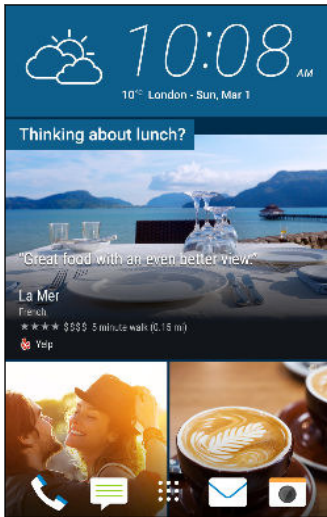 10:08 AM
10°C London - Sun, Mar 1
Thinking about lunch?
"Great food with an even better view."
La Mer
French
★★★★ $$$$ 5 minute walk (0.15 mi)
Yelp